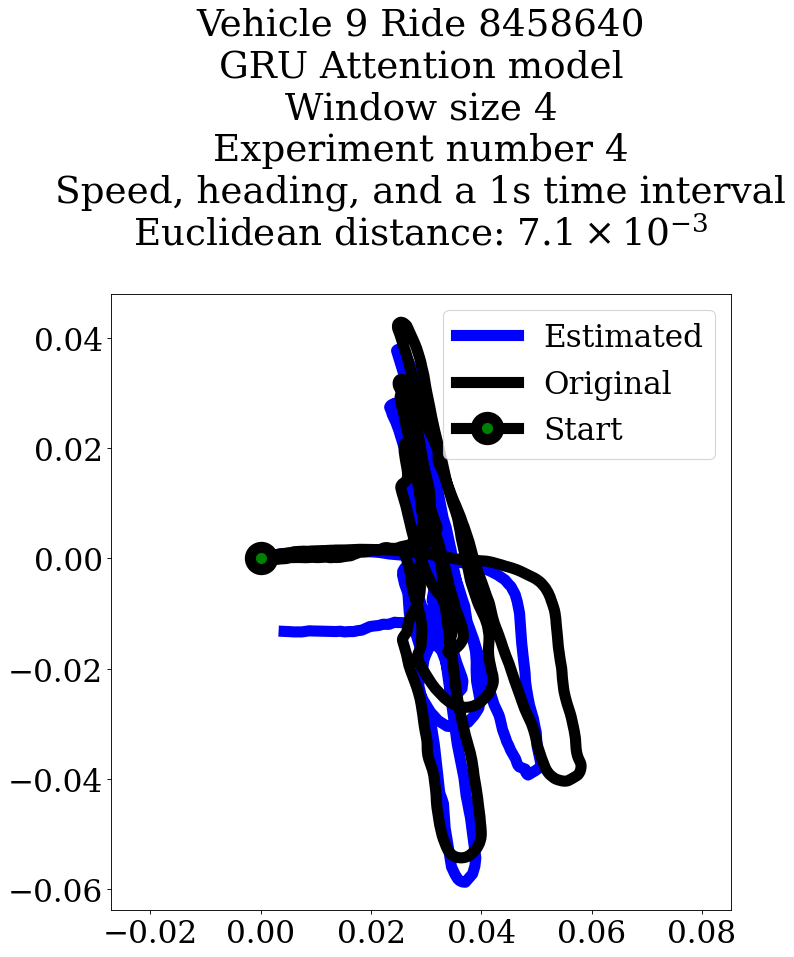 Vehicle 9 Ride 8458640
GRU Attention model
Window size 4
Experiment number 4
Speed, heading, and a 1s time interval
Euclidean distance: 7.1 × 10⁻³
Estimated
Original
Start
0.04
0.02
0.00
−0.02
−0.04
−0.06
−0.02 0.00 0.02 0.04 0.06 0.08